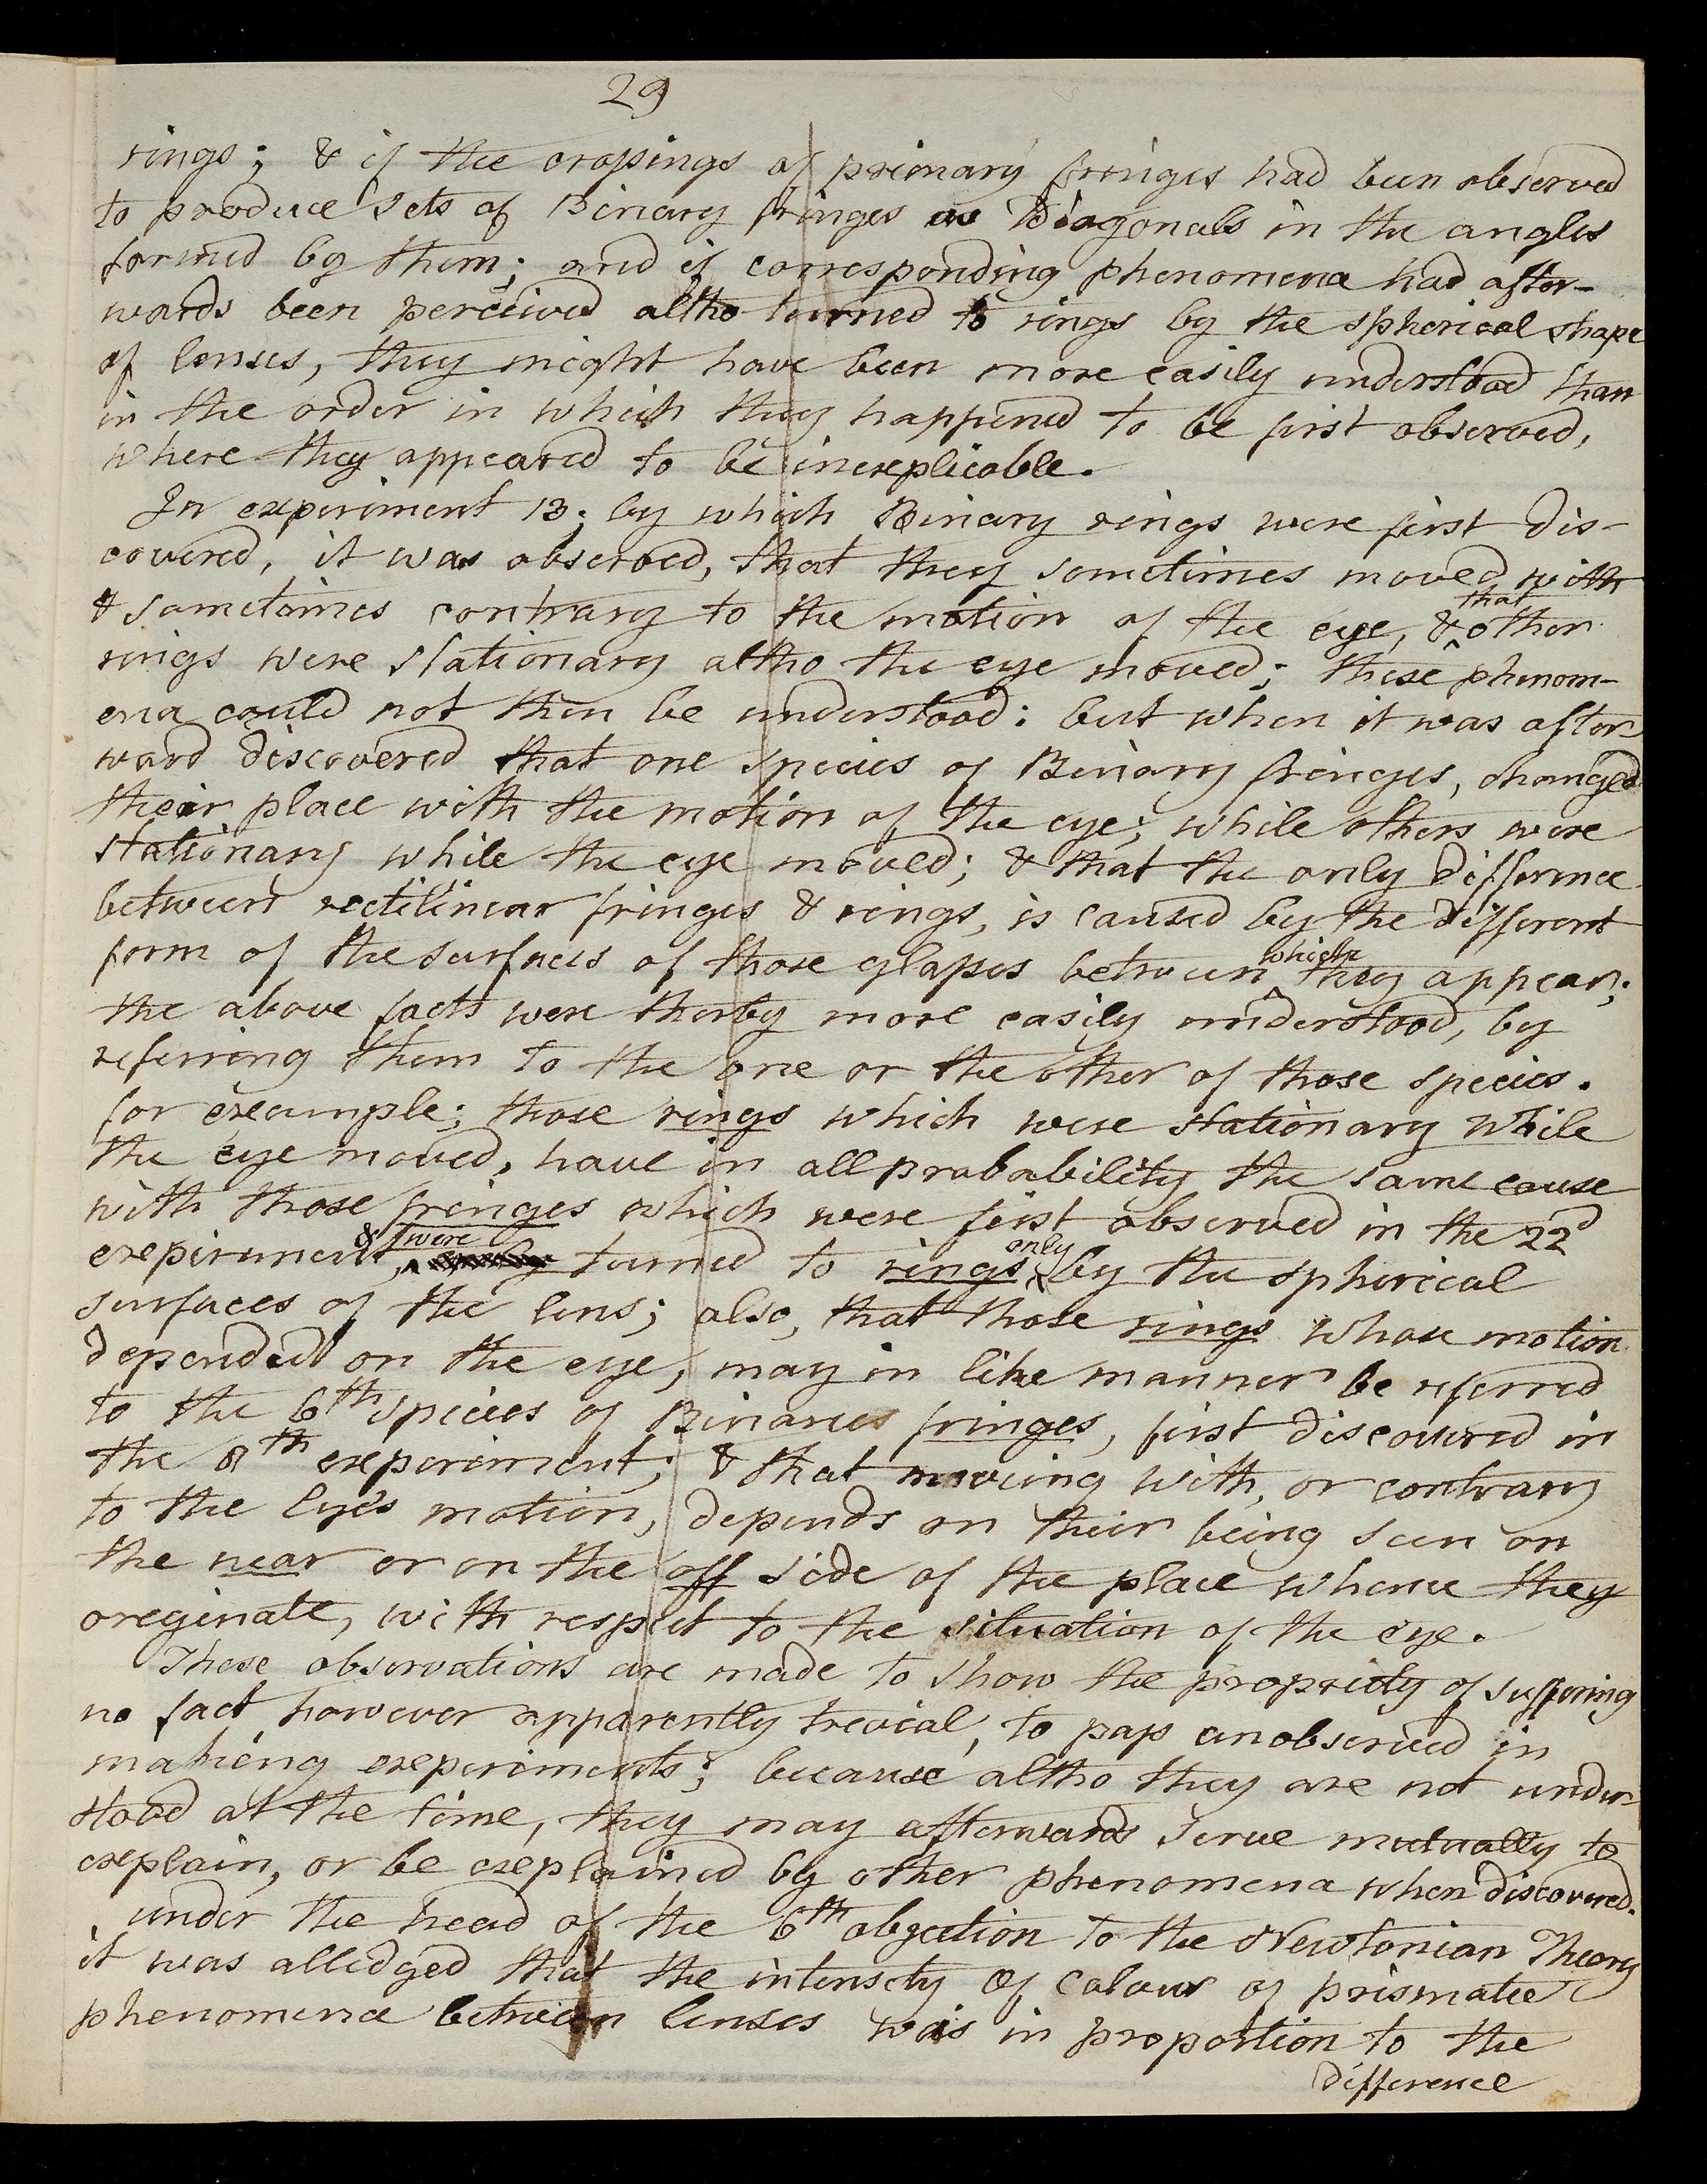 29
rings; & if the crossings of primary fringes had been observed
to produce sets of Binary fringes as Diagonals in the angles
formed by them; and if corresponding phenomena had after-
wards been perceived altho turned to rings by the spherical shape
of lenses, they might have been more easily understood than
in the order in which they happened to be first observed,
where they appeared to be inexplicable.
In experiment 13; by which Binary rings were first dis-
covered, it was observed, that they sometimes moved with
& sometimes contrary to the motion of the eye, & that other
rings were stationary altho the eye moved; these phenom-
ena could not then be understood: but when it was after-
ward discovered that one species of Binary fringes, changed
their place with the motion of the eye; while others were
stationary while the eye moved; & that the only difference
between rectilinear fringes & rings, is caused by the different
form of the surfaces of those glasses between which they appear;
the above facts were therby more easily understood, by
referring them to the one or the other of those species.
for example; those rings which were stationary while
the eye moved, have in all probability the same cause
with those fringes which were first observed in the 22d
experiment, & were turned to rings only by the spherical
surfaces of the lens; also, that those rings whose motion
depended on the eye, may in like manner be referred
to the 6th species of Binaries fringes, first discovered in
the 8th experiment; & that moving with, or contrary
to the Eye's motion, depends on their being seen on
the near or on the off side of the place whence they
oreginate, with respect to the situation of the eye.
These observations are made to show the propriety of suffering
no fact however apparently trevial, to pass unobserved in
making experiments; because altho they are not under-
stood at the time, they may afterwards serve mutually to
explain, or be explained by other phenomena when discovered.
under the head of the 6th objection to the Newtonian Theory
it was alledged that the intensity of colour of prismatic
phenomena between lenses was in proportion to the
difference